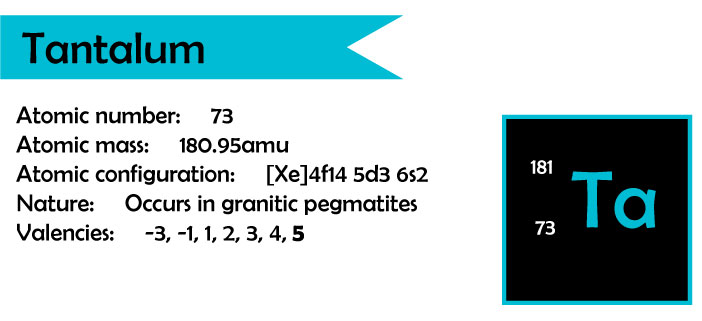 Tantalum
Atomic number: 73
Atomic mass: 180.95amu
Atomic configuration: [Xe]4f14 5d3 6s2
Nature: Occurs in granitic pegmatites
Valencies: -3, -1, 1, 2, 3, 4, 5
181
Ta
73